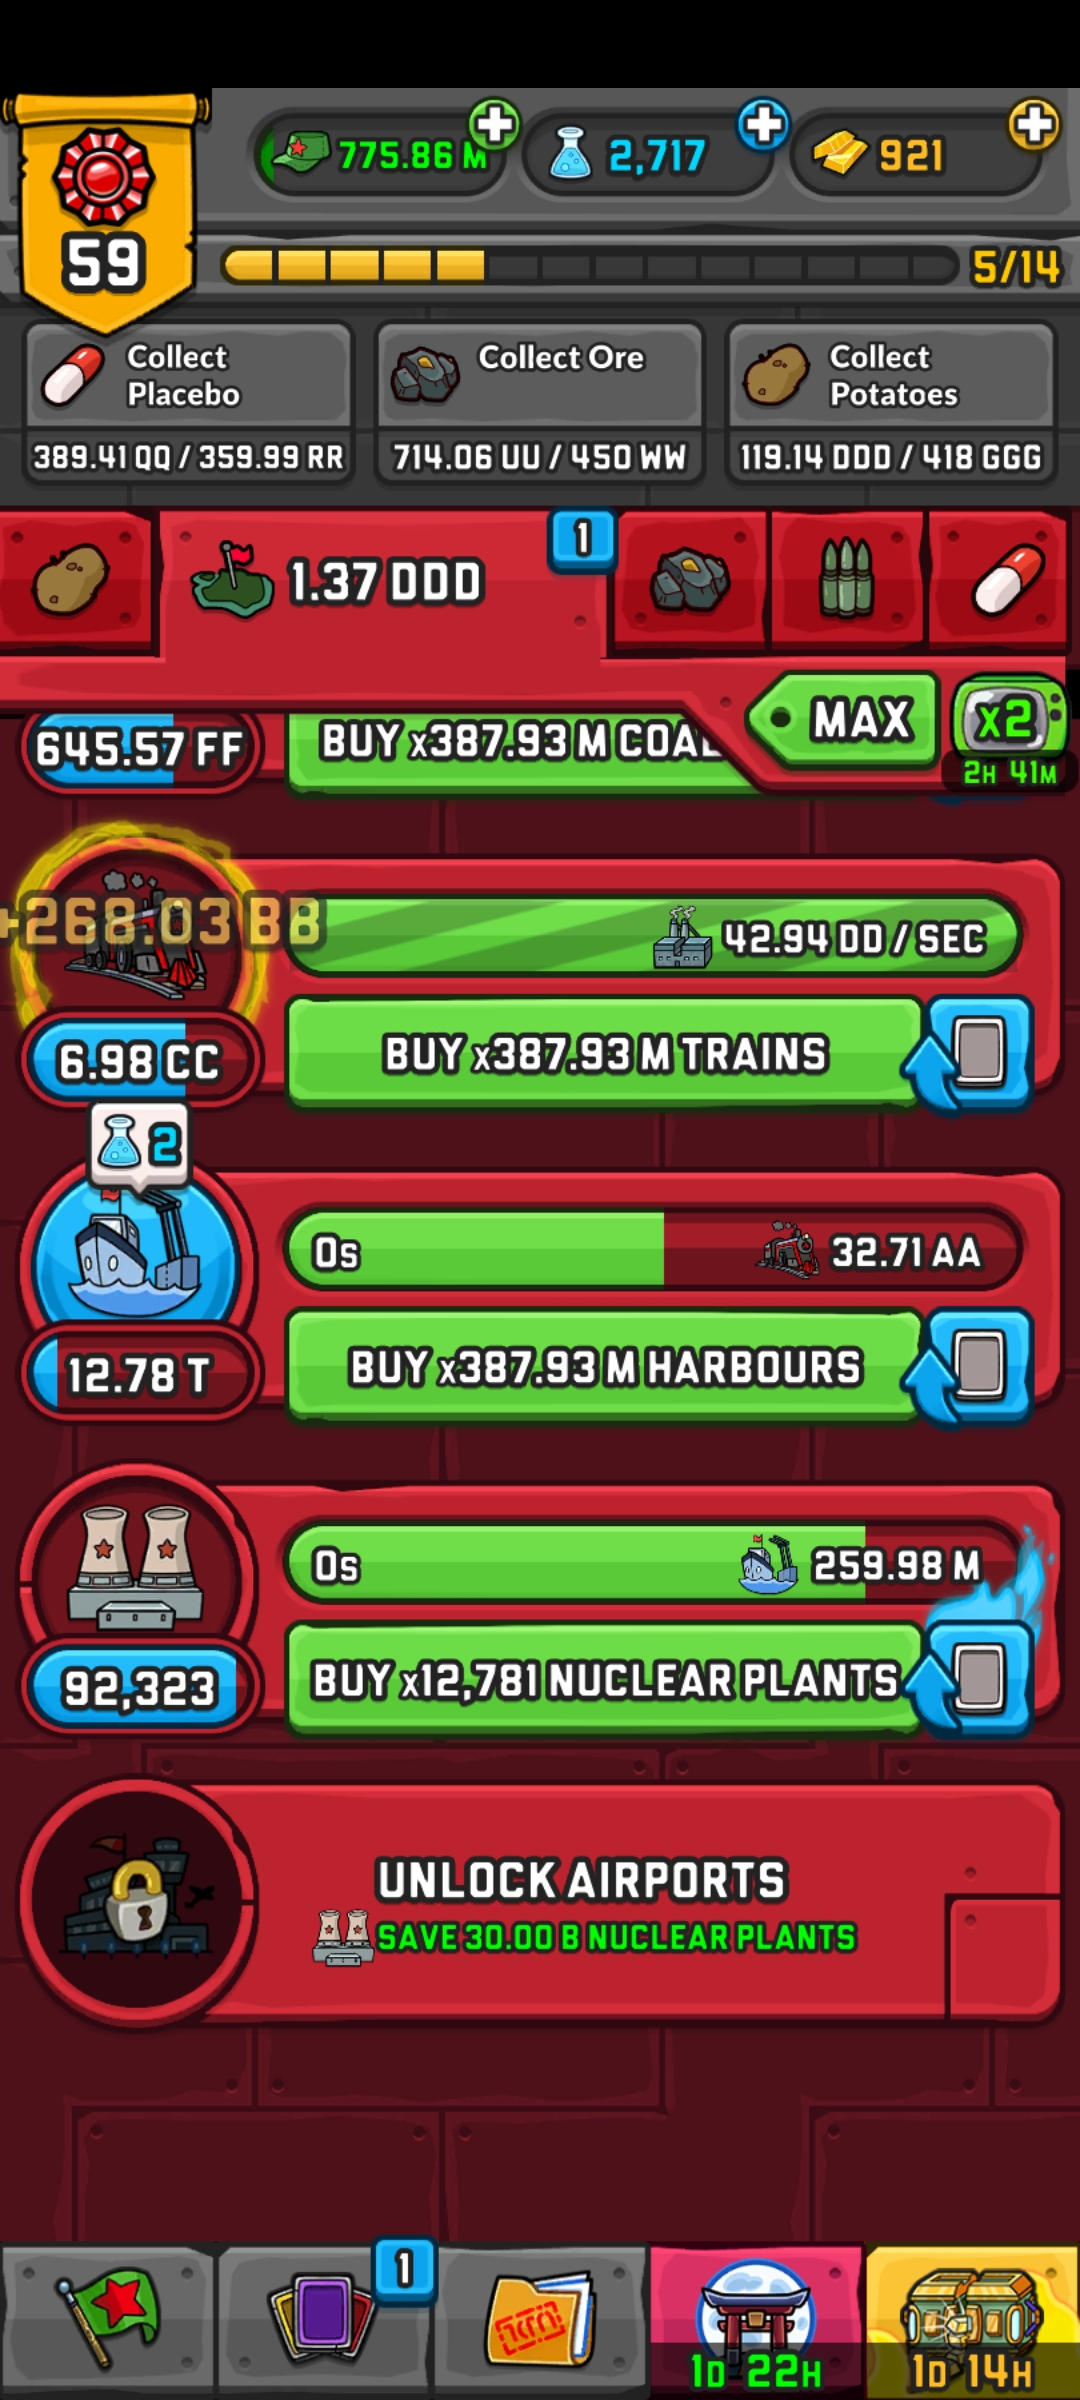 775.86 M
2,717
921
59
5/14
Collect
Placebo
389.41 QQ / 359.99 RR
Collect Ore
714.06 UU / 450 WW
Collect
Potatoes
119.14 DDD / 418 GGG
1.37 DDD
1
MAX
x2
2H 41M
645.57 FF
BUY x387.93 M COAL
+268.03 BB
42.94 DD / SEC
6.98 CC
BUY x387.93 M TRAINS
2
0s
32.71 AA
12.78 T
BUY x387.93 M HARBOURS
0s
259.98 M
92,323
BUY x12,781 NUCLEAR PLANTS
UNLOCK AIRPORTS
SAVE 30.00 B NUCLEAR PLANTS
1
1D 22H
1D 14H